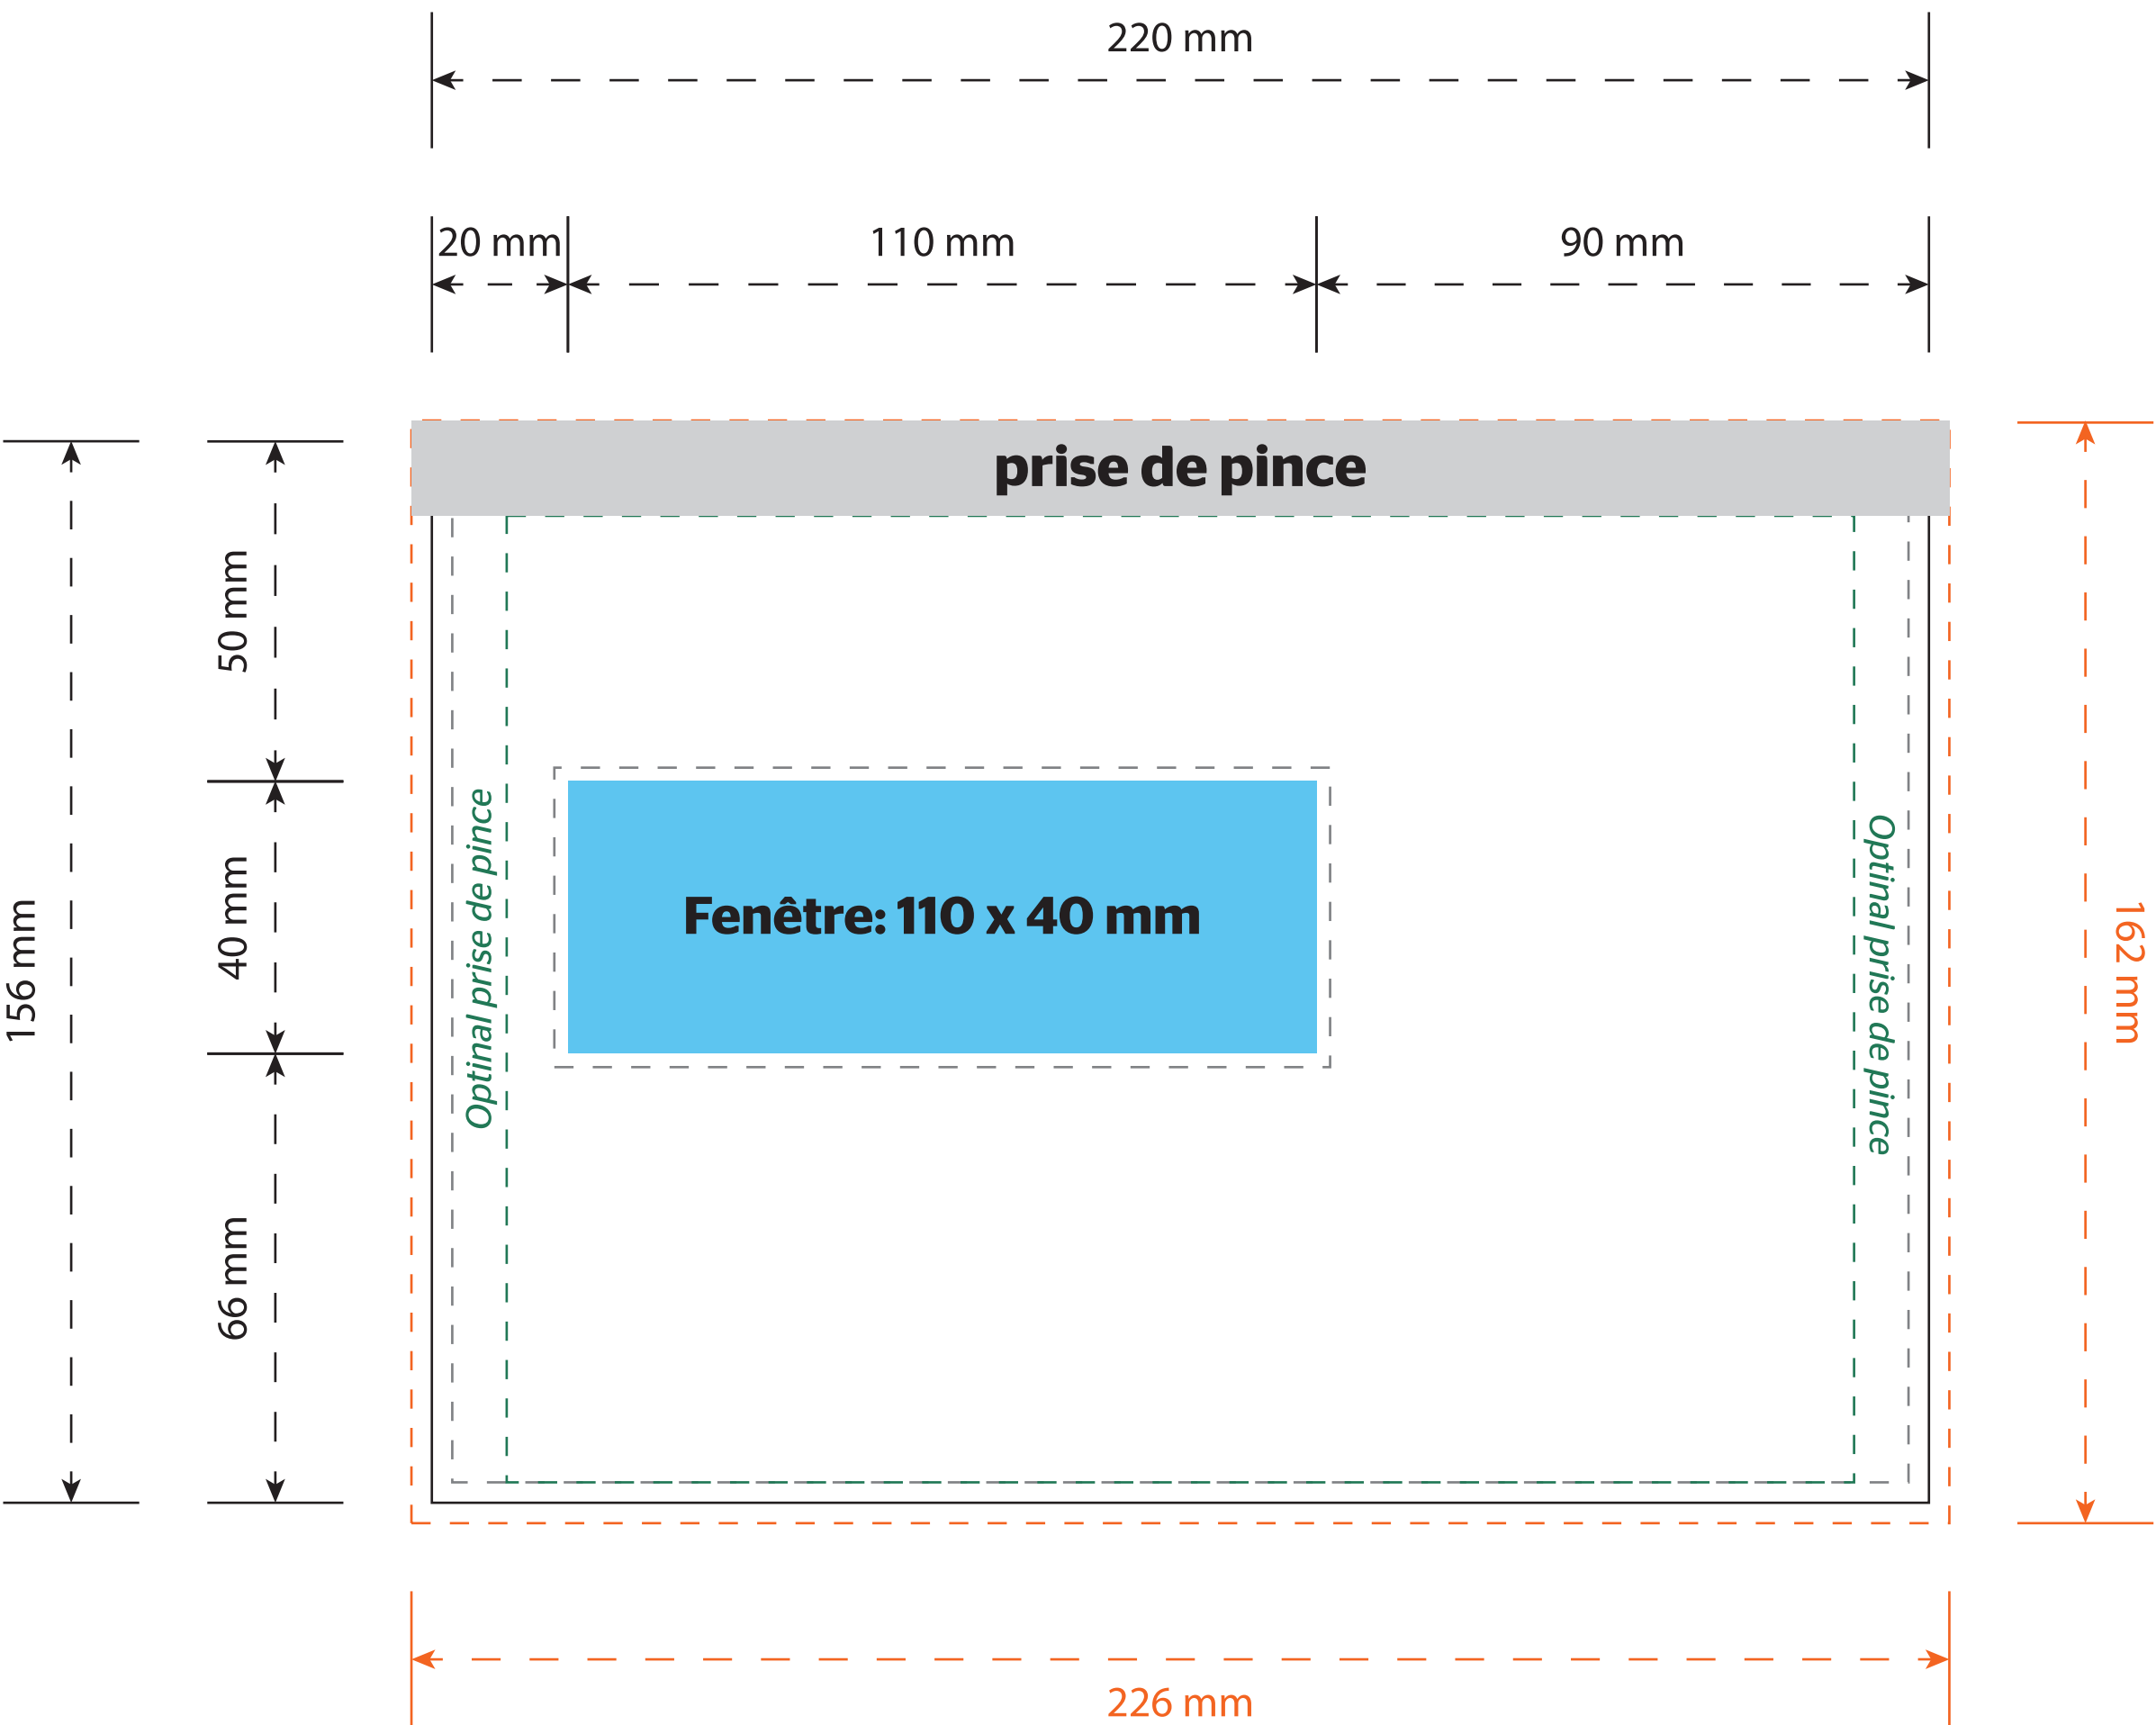 220 mm
20 mm
110 mm
90 mm
prise de pince
50 mm
40 mm
66 mm
156 mm
Optinal prise de pince
Fenêtre: 110 x 40 mm
Optinal prise de pince
162 mm
226 mm